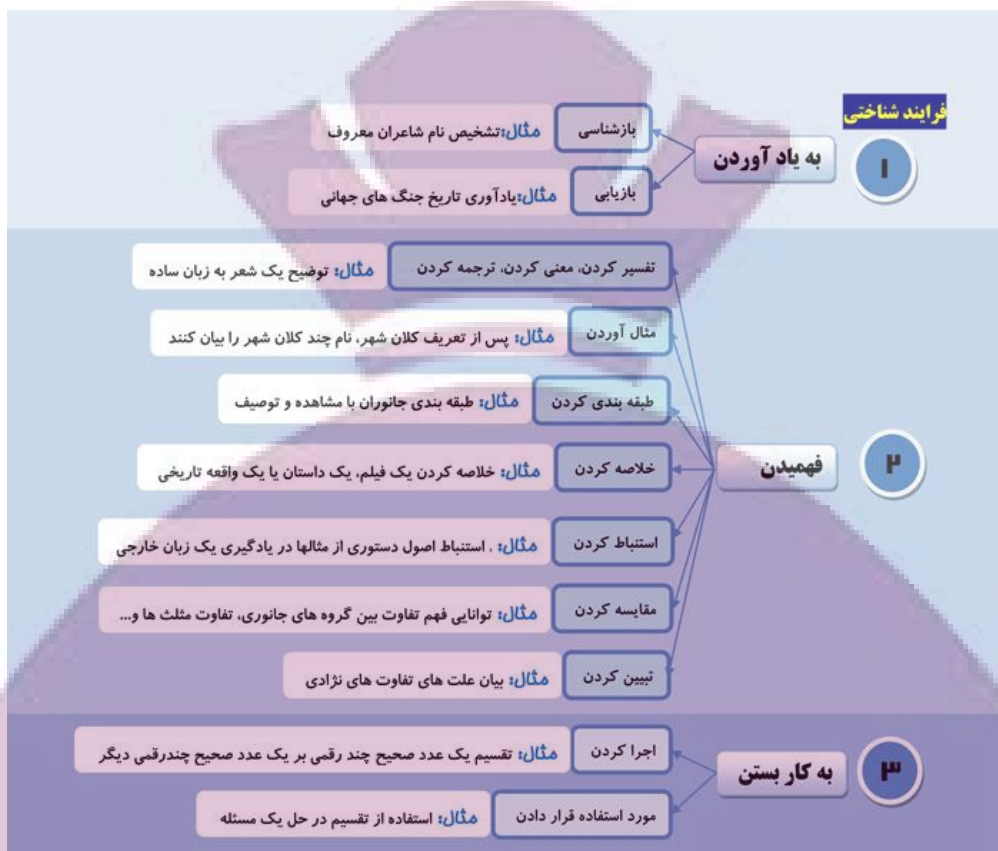 فرایند شناختی
۱
به یاد آوردن
بازشناسی
مثال:تشخیص نام شاعران معروف
بازیابی
مثال:یادآوری تاریخ جنگ های جهانی
۲
فهمیدن
تفسیر کردن، معنی کردن، ترجمه کردن
مثال: توضیح یک شعر به زبان ساده
مثال آوردن
مثال: پس از تعریف کلان شهر، نام چند کلان شهر را بیان کنند
طبقه بندی کردن
مثال: طبقه بندی جانوران با مشاهده و توصیف
خلاصه کردن
مثال: خلاصه کردن یک فیلم، یک داستان یا یک واقعه تاریخی
استنباط کردن
مثال: . استنباط اصول دستوری از مثالها در یادگیری یک زبان خارجی
مقایسه کردن
مثال: توانایی فهم تفاوت بین گروه های جانوری، تفاوت مثلث ها و...
تبیین کردن
مثال: بیان علت های تفاوت های نژادی
۳
به کار بستن
اجرا کردن
مثال: تقسیم یک عدد صحیح چند رقمی بر یک عدد صحیح چندرقمی دیگر
مورد استفاده قرار دادن
مثال: استفاده از تقسیم در حل یک مسئله